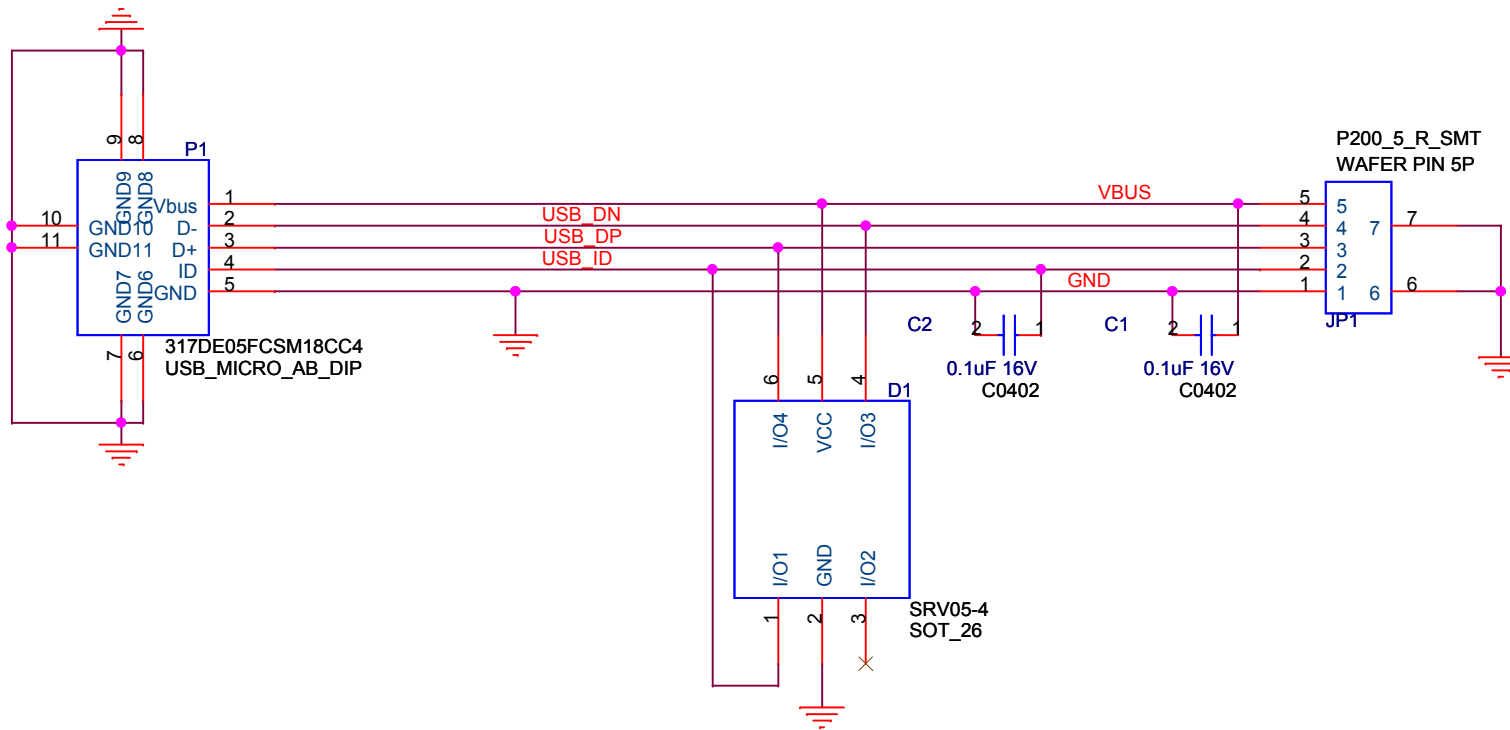 P1
9
8
GND9
GND8
10
GND10
11
GND11
GND7
GND6
7
6
Vbus
1
D-
2
D+
3
ID
4
GND
5
317DE05FCSM18CC4
USB_MICRO_AB_DIP
USB_DN
USB_DP
USB_ID
VBUS
GND
C2
2
1
0.1uF 16V
C0402
C1
2
1
0.1uF 16V
C0402
P200_5_R_SMT
WAFER PIN 5P
5
5
4
4
7
7
3
3
2
2
1
1
6
6
JP1
6
5
4
D1
I/O4
VCC
I/O3
I/O1
GND
I/O2
1
2
3
SRV05-4
SOT_26